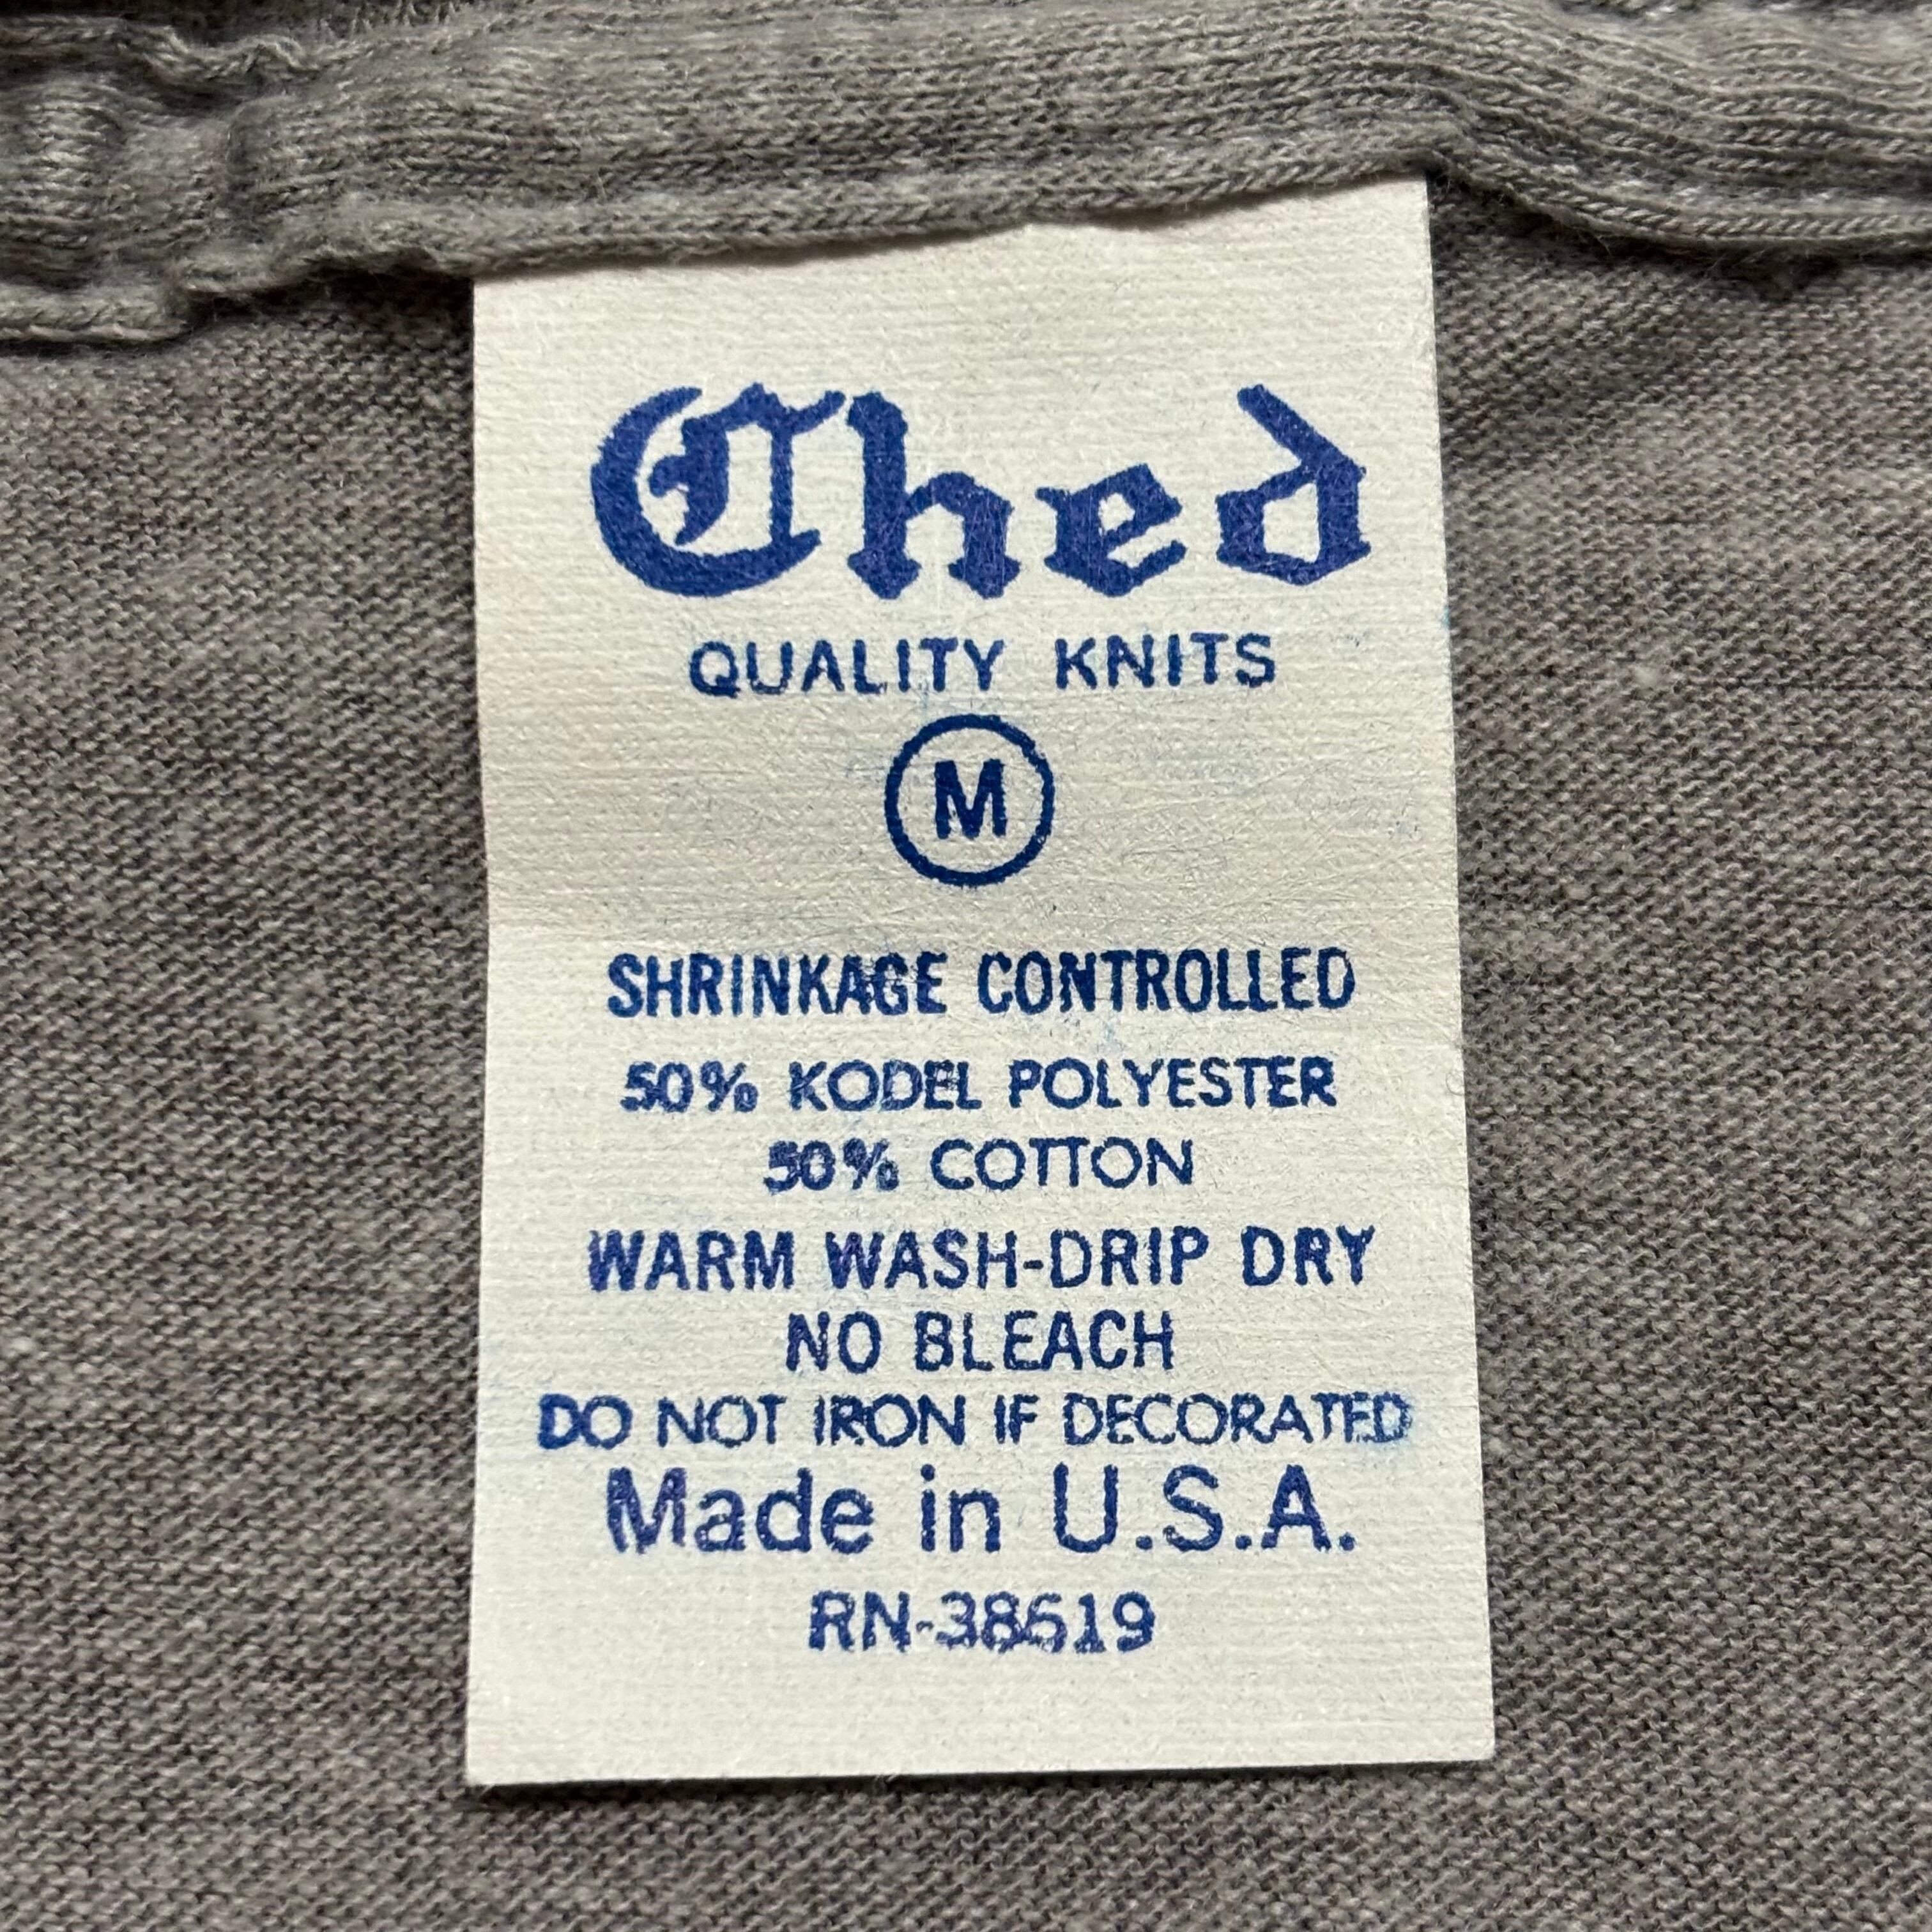 Ched
QUALITY KNITS
M
SHRINKAGE CONTROLLED
50% KODEL POLYESTER
50% COTTON
WARM WASH-DRIP DRY
NO BLEACH
DO NOT IRON IF DECORATED
Made in U.S.A.
RN-38619